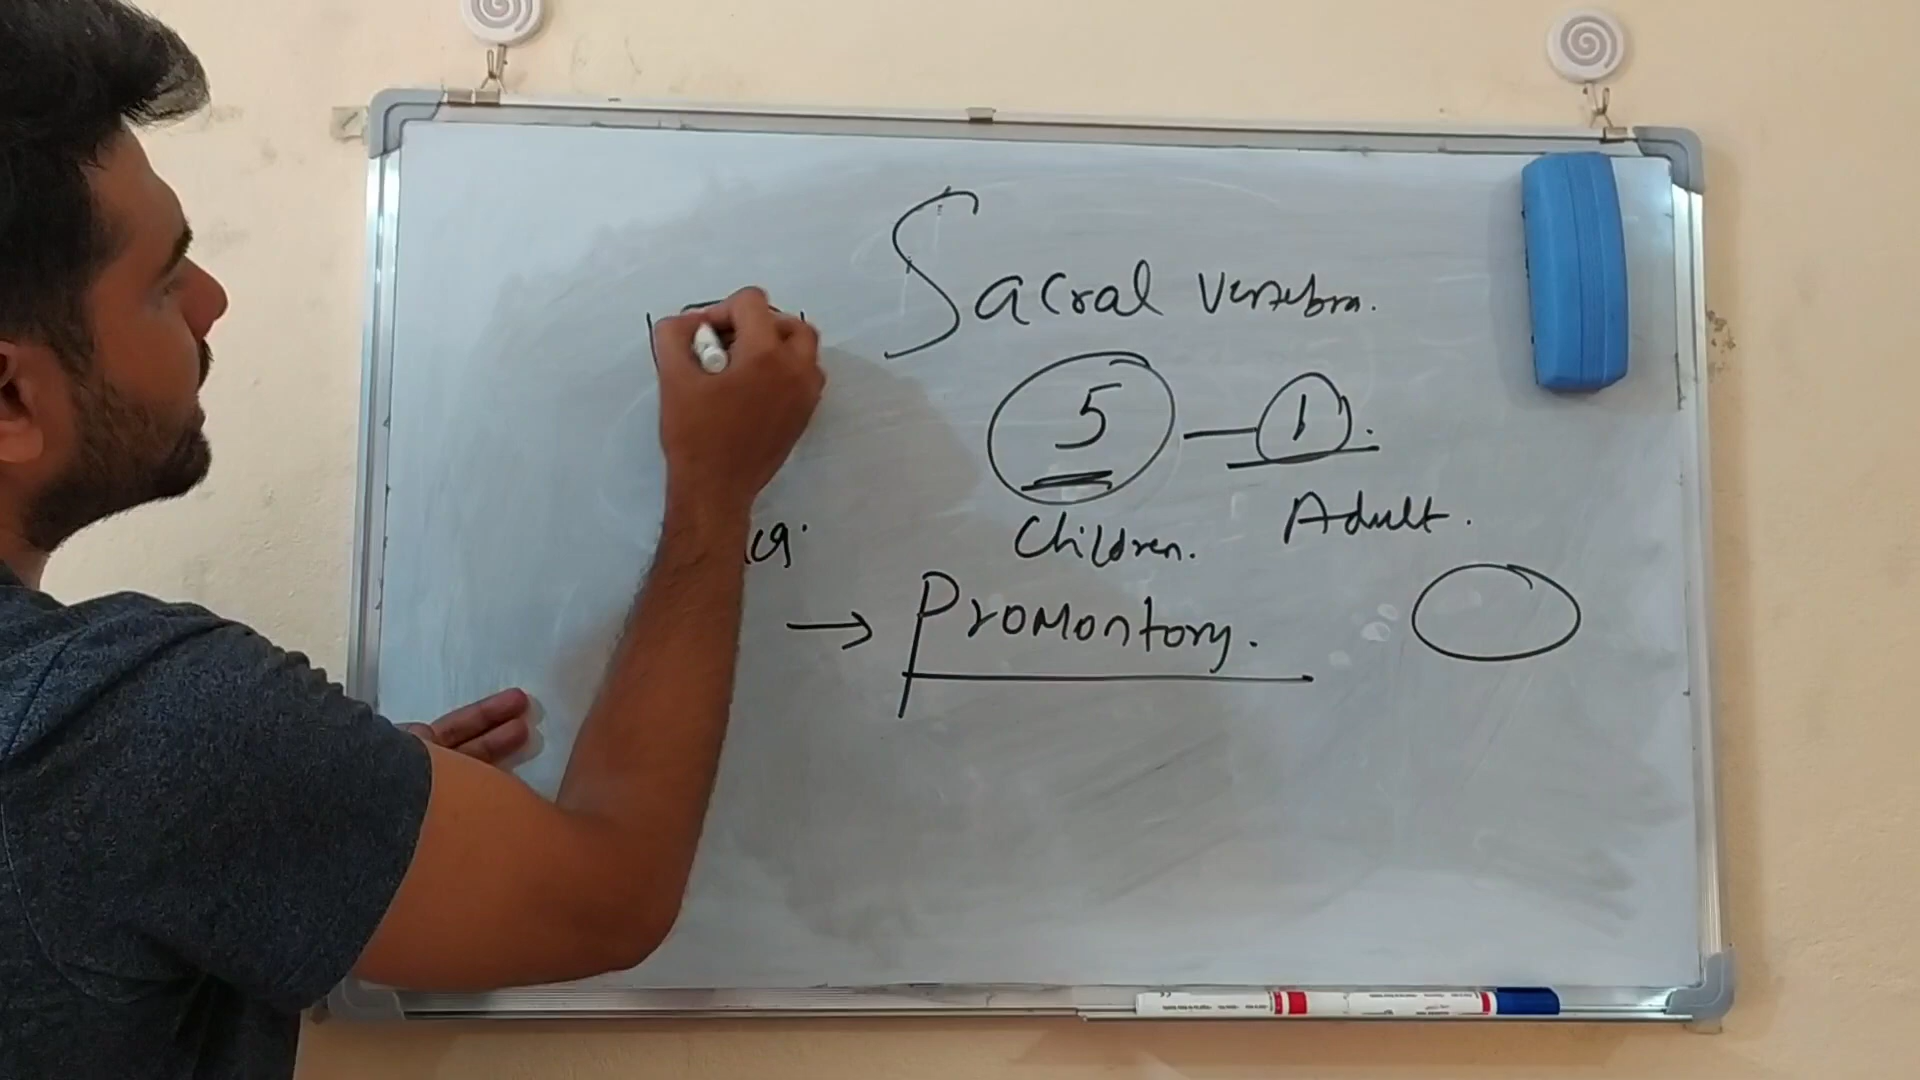 Sacral Vertebra.
5 — 1.
Children. Adult.
→ Promontory.